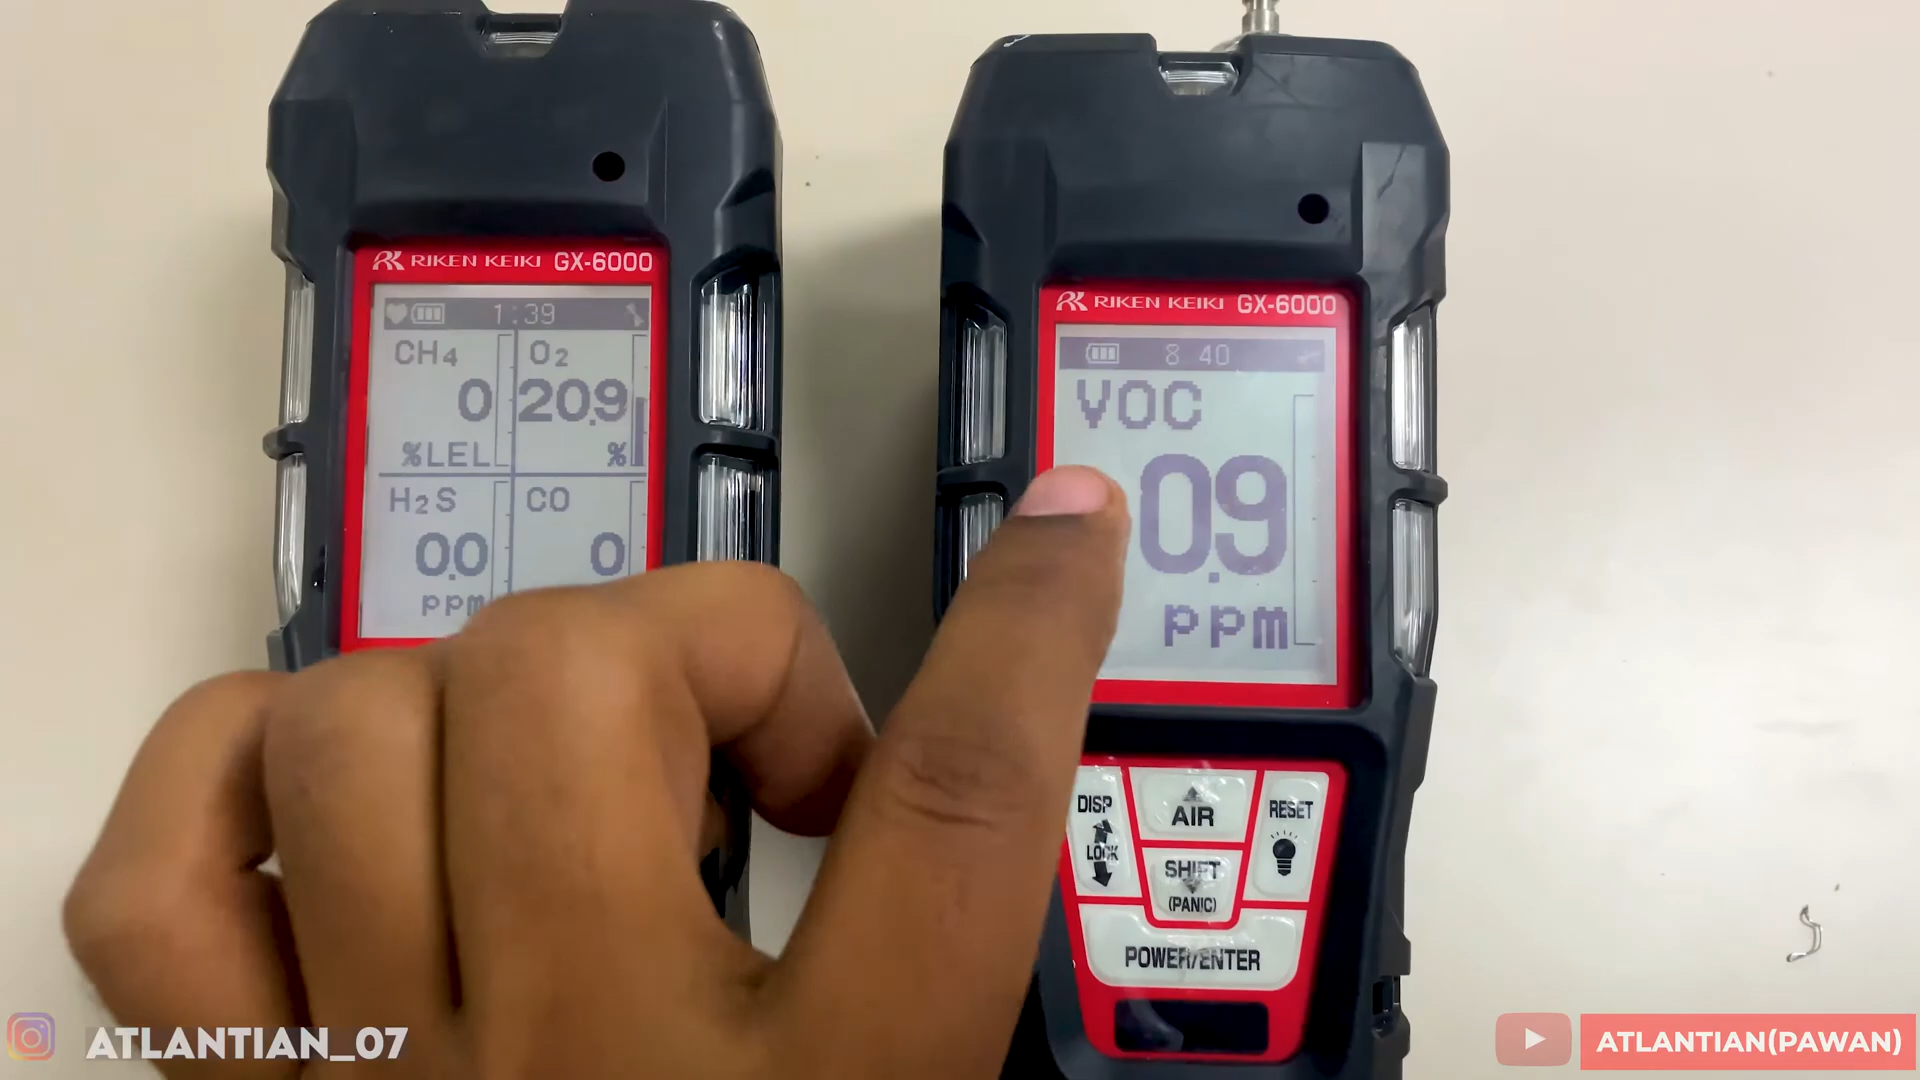 RIKEN KEIKI GX-6000
1:39
CH4
0
%LEL
O2
20.9
%
H2S
0.0
ppm
CO
0
RIKEN KEIKI GX-6000
8 40
VOC
0.9
ppm
DISP
LOCK
AIR
SHIFT
(PANIC)
RESET
POWER/ENTER
ATLANTIAN_07
ATLANTIAN(PAWAN)